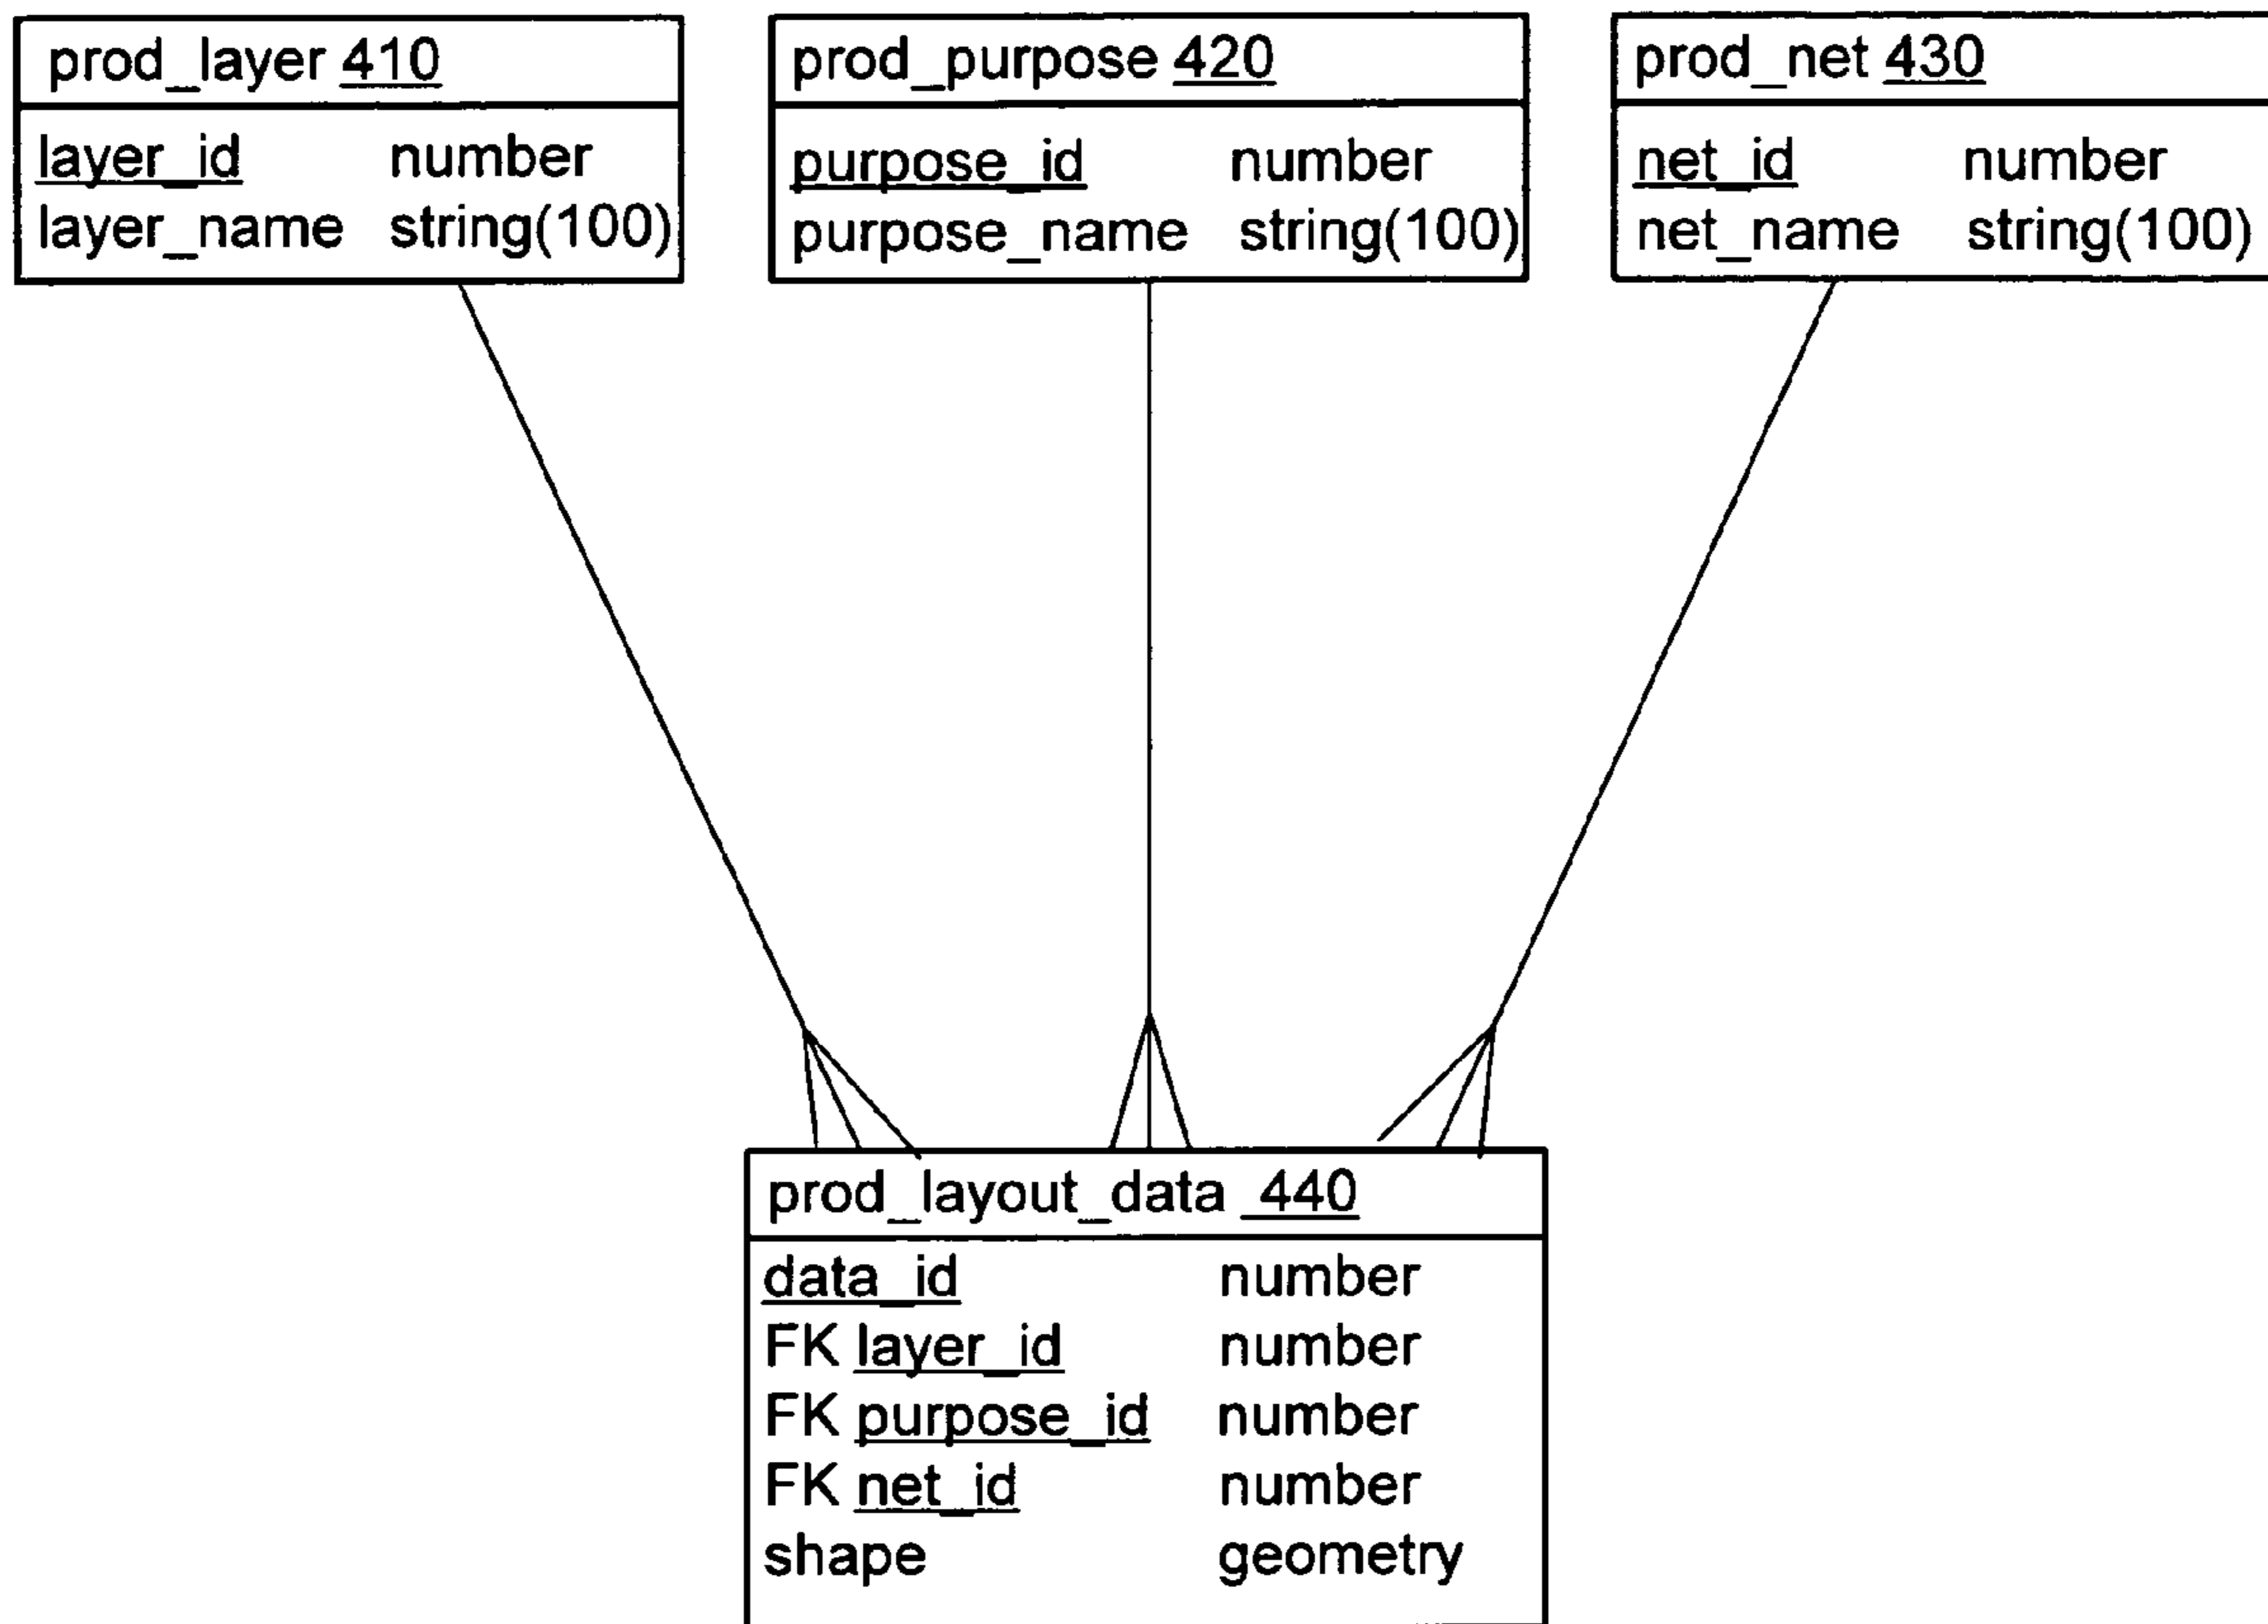 prod_layer 410
layer_id number
layer_name string(100)
prod_purpose 420
purpose_id number
purpose_name string(100)
prod_net 430
net_id number
net_name string(100)
prod_layout_data 440
data_id number
FK layer_id number
FK purpose_id number
FK net_id number
shape geometry